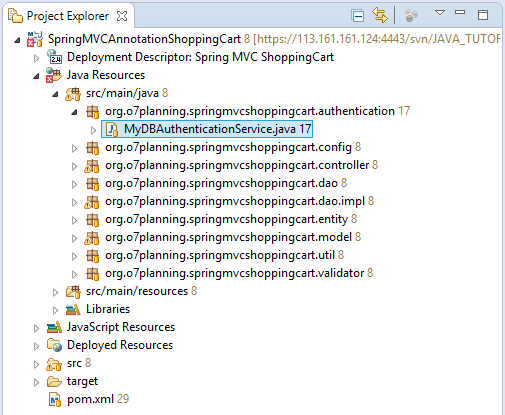 Project Explorer
SpringMVCAnnotationShoppingCart 8 [https://113.161.161.124:4443/svn/JAVA_TUTOR
2.4 Deployment Descriptor: Spring MVC ShoppingCart
Java Resources
src/main/java 8
org.o7planning.springmvcshoppingcart.authentication 17
MyDBAuthenticationService.java 17
org.o7planning.springmvcshoppingcart.config 8
org.o7planning.springmvcshoppingcart.controller 8
org.o7planning.springmvcshoppingcart.dao 8
org.o7planning.springmvcshoppingcart.dao.impl 8
org.o7planning.springmvcshoppingcart.entity 8
org.o7planning.springmvcshoppingcart.model 8
org.o7planning.springmvcshoppingcart.util 8
org.o7planning.springmvcshoppingcart.validator 8
src/main/resources 8
Libraries
JavaScript Resources
Deployed Resources
src 8
target
pom.xml 29